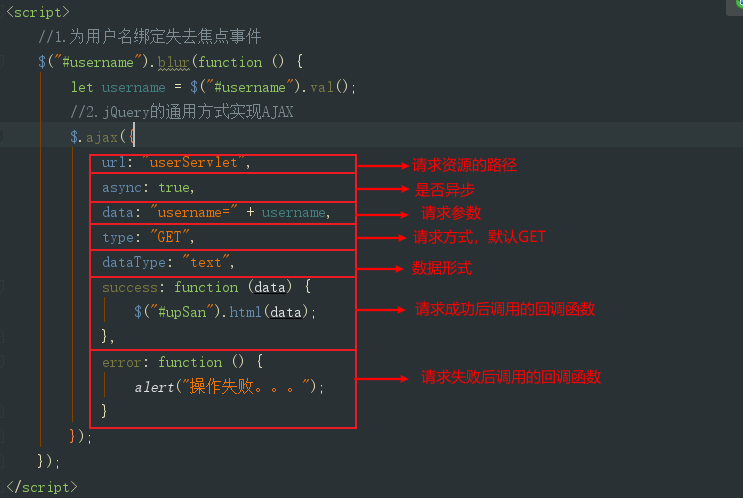 <script>
//1.为用户名绑定失去焦点事件
$("#username").blur(function () {
let username = $("#username").val();
//2.jQuery的通用方式实现AJAX
$.ajax({
url: "userServlet", 请求资源的路径
async: true, 是否异步
data: "username=" + username, 请求参数
type: "GET", 请求方式，默认GET
dataType: "text", 数据形式
success: function (data) {
$("#upSan").html(data); 请求成功后调用的回调函数
},
error: function () {
alert("操作失败。。。"); 请求失败后调用的回调函数
}
});
});
</script>